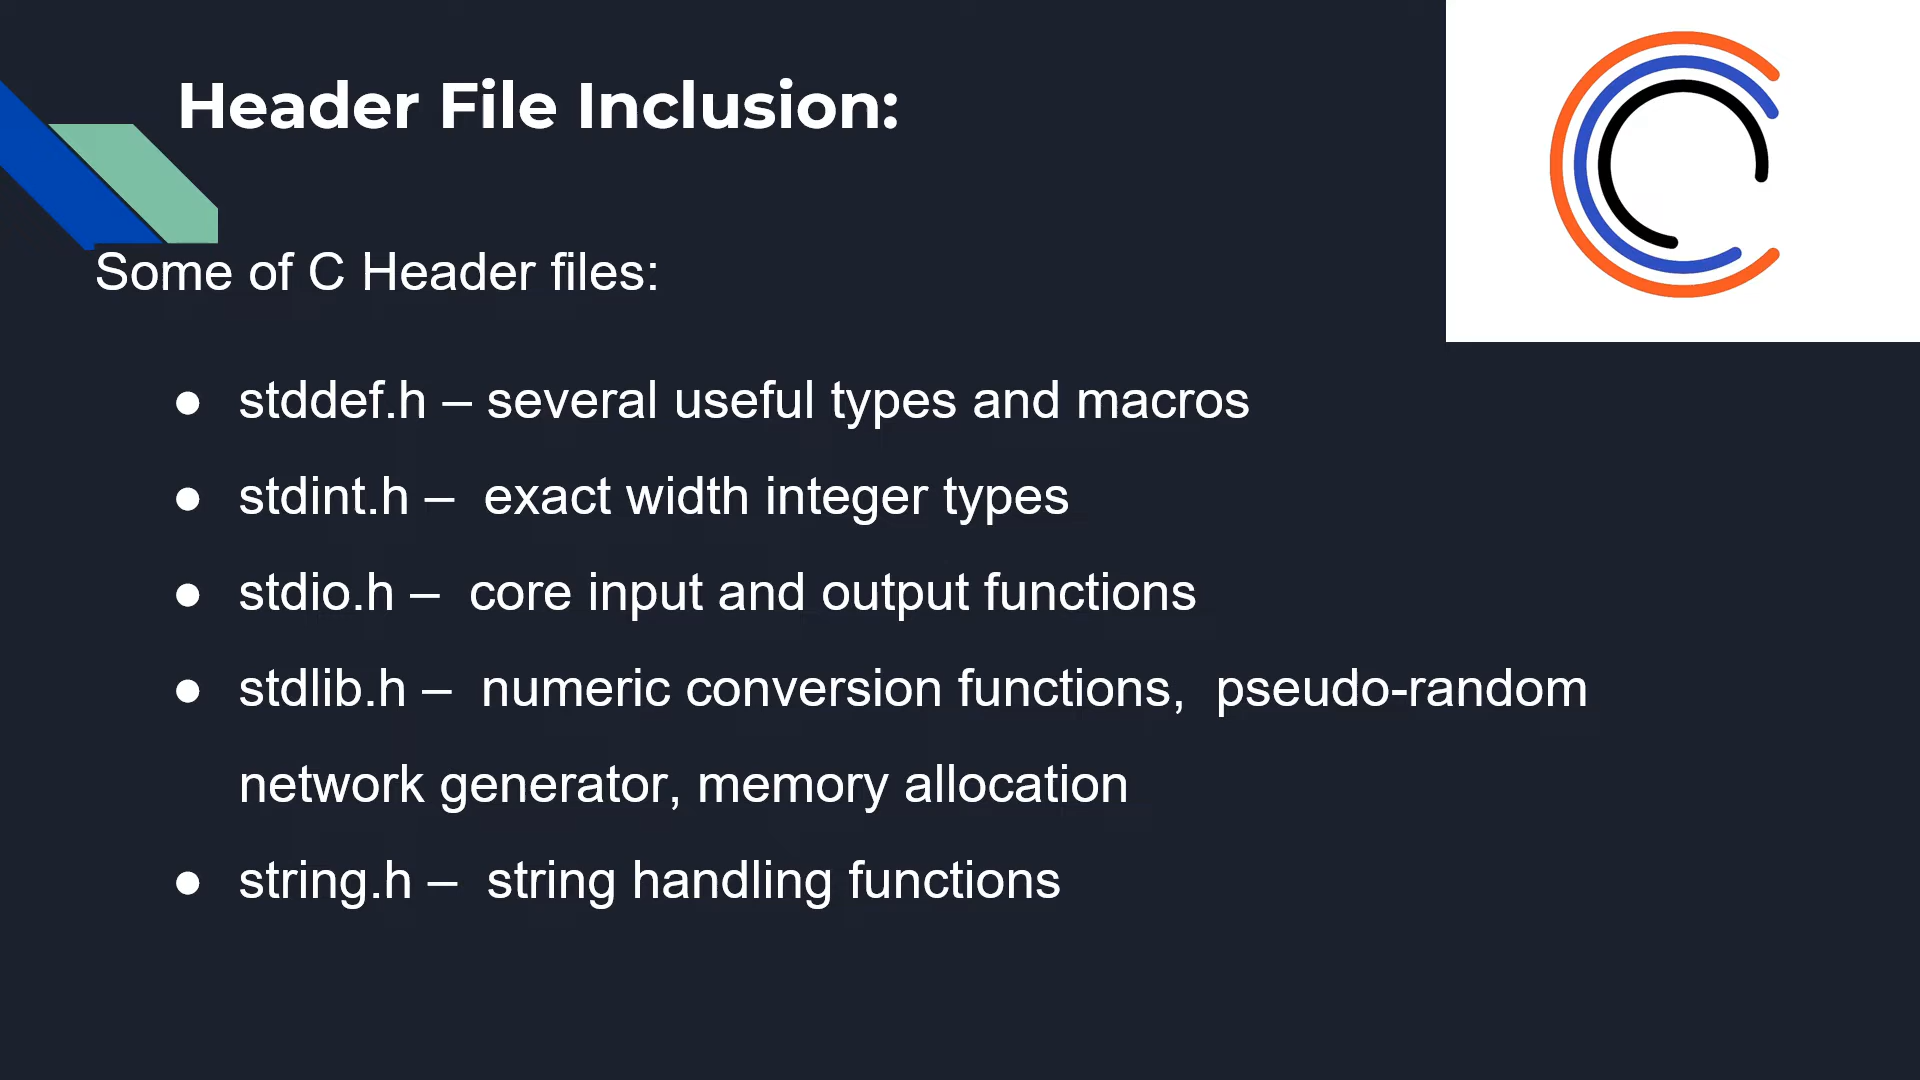 Header File Inclusion:
Some of C Header files:
● stddef.h – several useful types and macros
● stdint.h – exact width integer types
● stdio.h – core input and output functions
● stdlib.h – numeric conversion functions, pseudo-random
network generator, memory allocation
● string.h – string handling functions